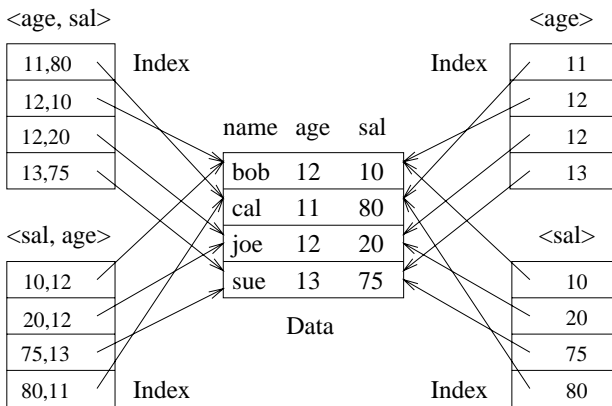 <age, sal>
11,80
12,10
12,20
13,75
Index
<sal, age>
10,12
20,12
75,13
80,11
Index
name age sal
bob 12 10
cal 11 80
joe 12 20
sue 13 75
Data
<age>
Index
11
12
12
13
<sal>
10
20
75
80
Index